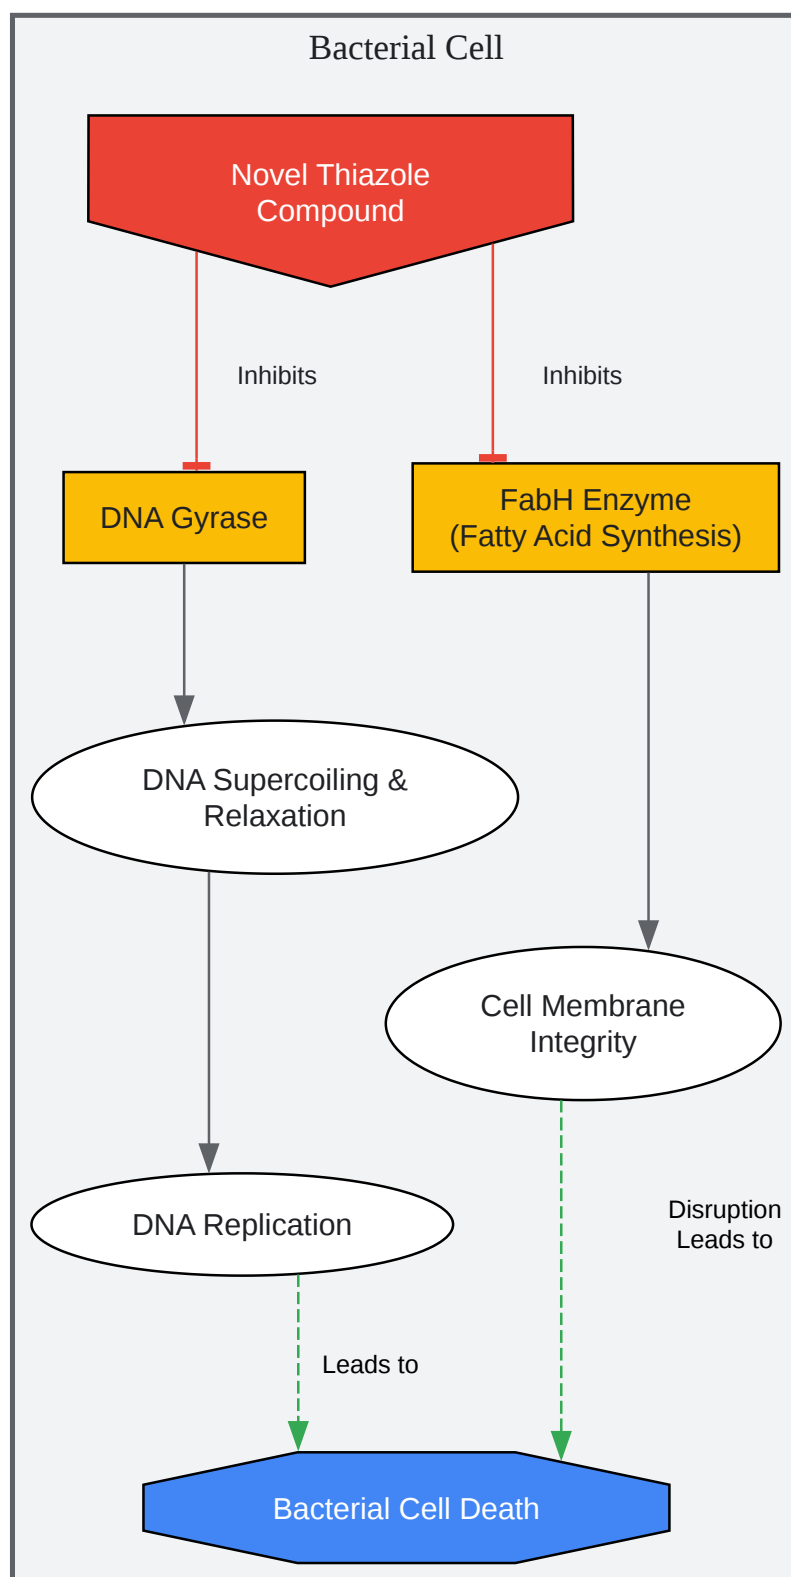 Bacterial Cell
Novel Thiazole
Compound
Inhibits
Inhibits
DNA Gyrase
FabH Enzyme
(Fatty Acid Synthesis)
DNA Supercoiling &
Relaxation
Cell Membrane
Integrity
DNA Replication
Disruption
Leads to
Leads to
Bacterial Cell Death